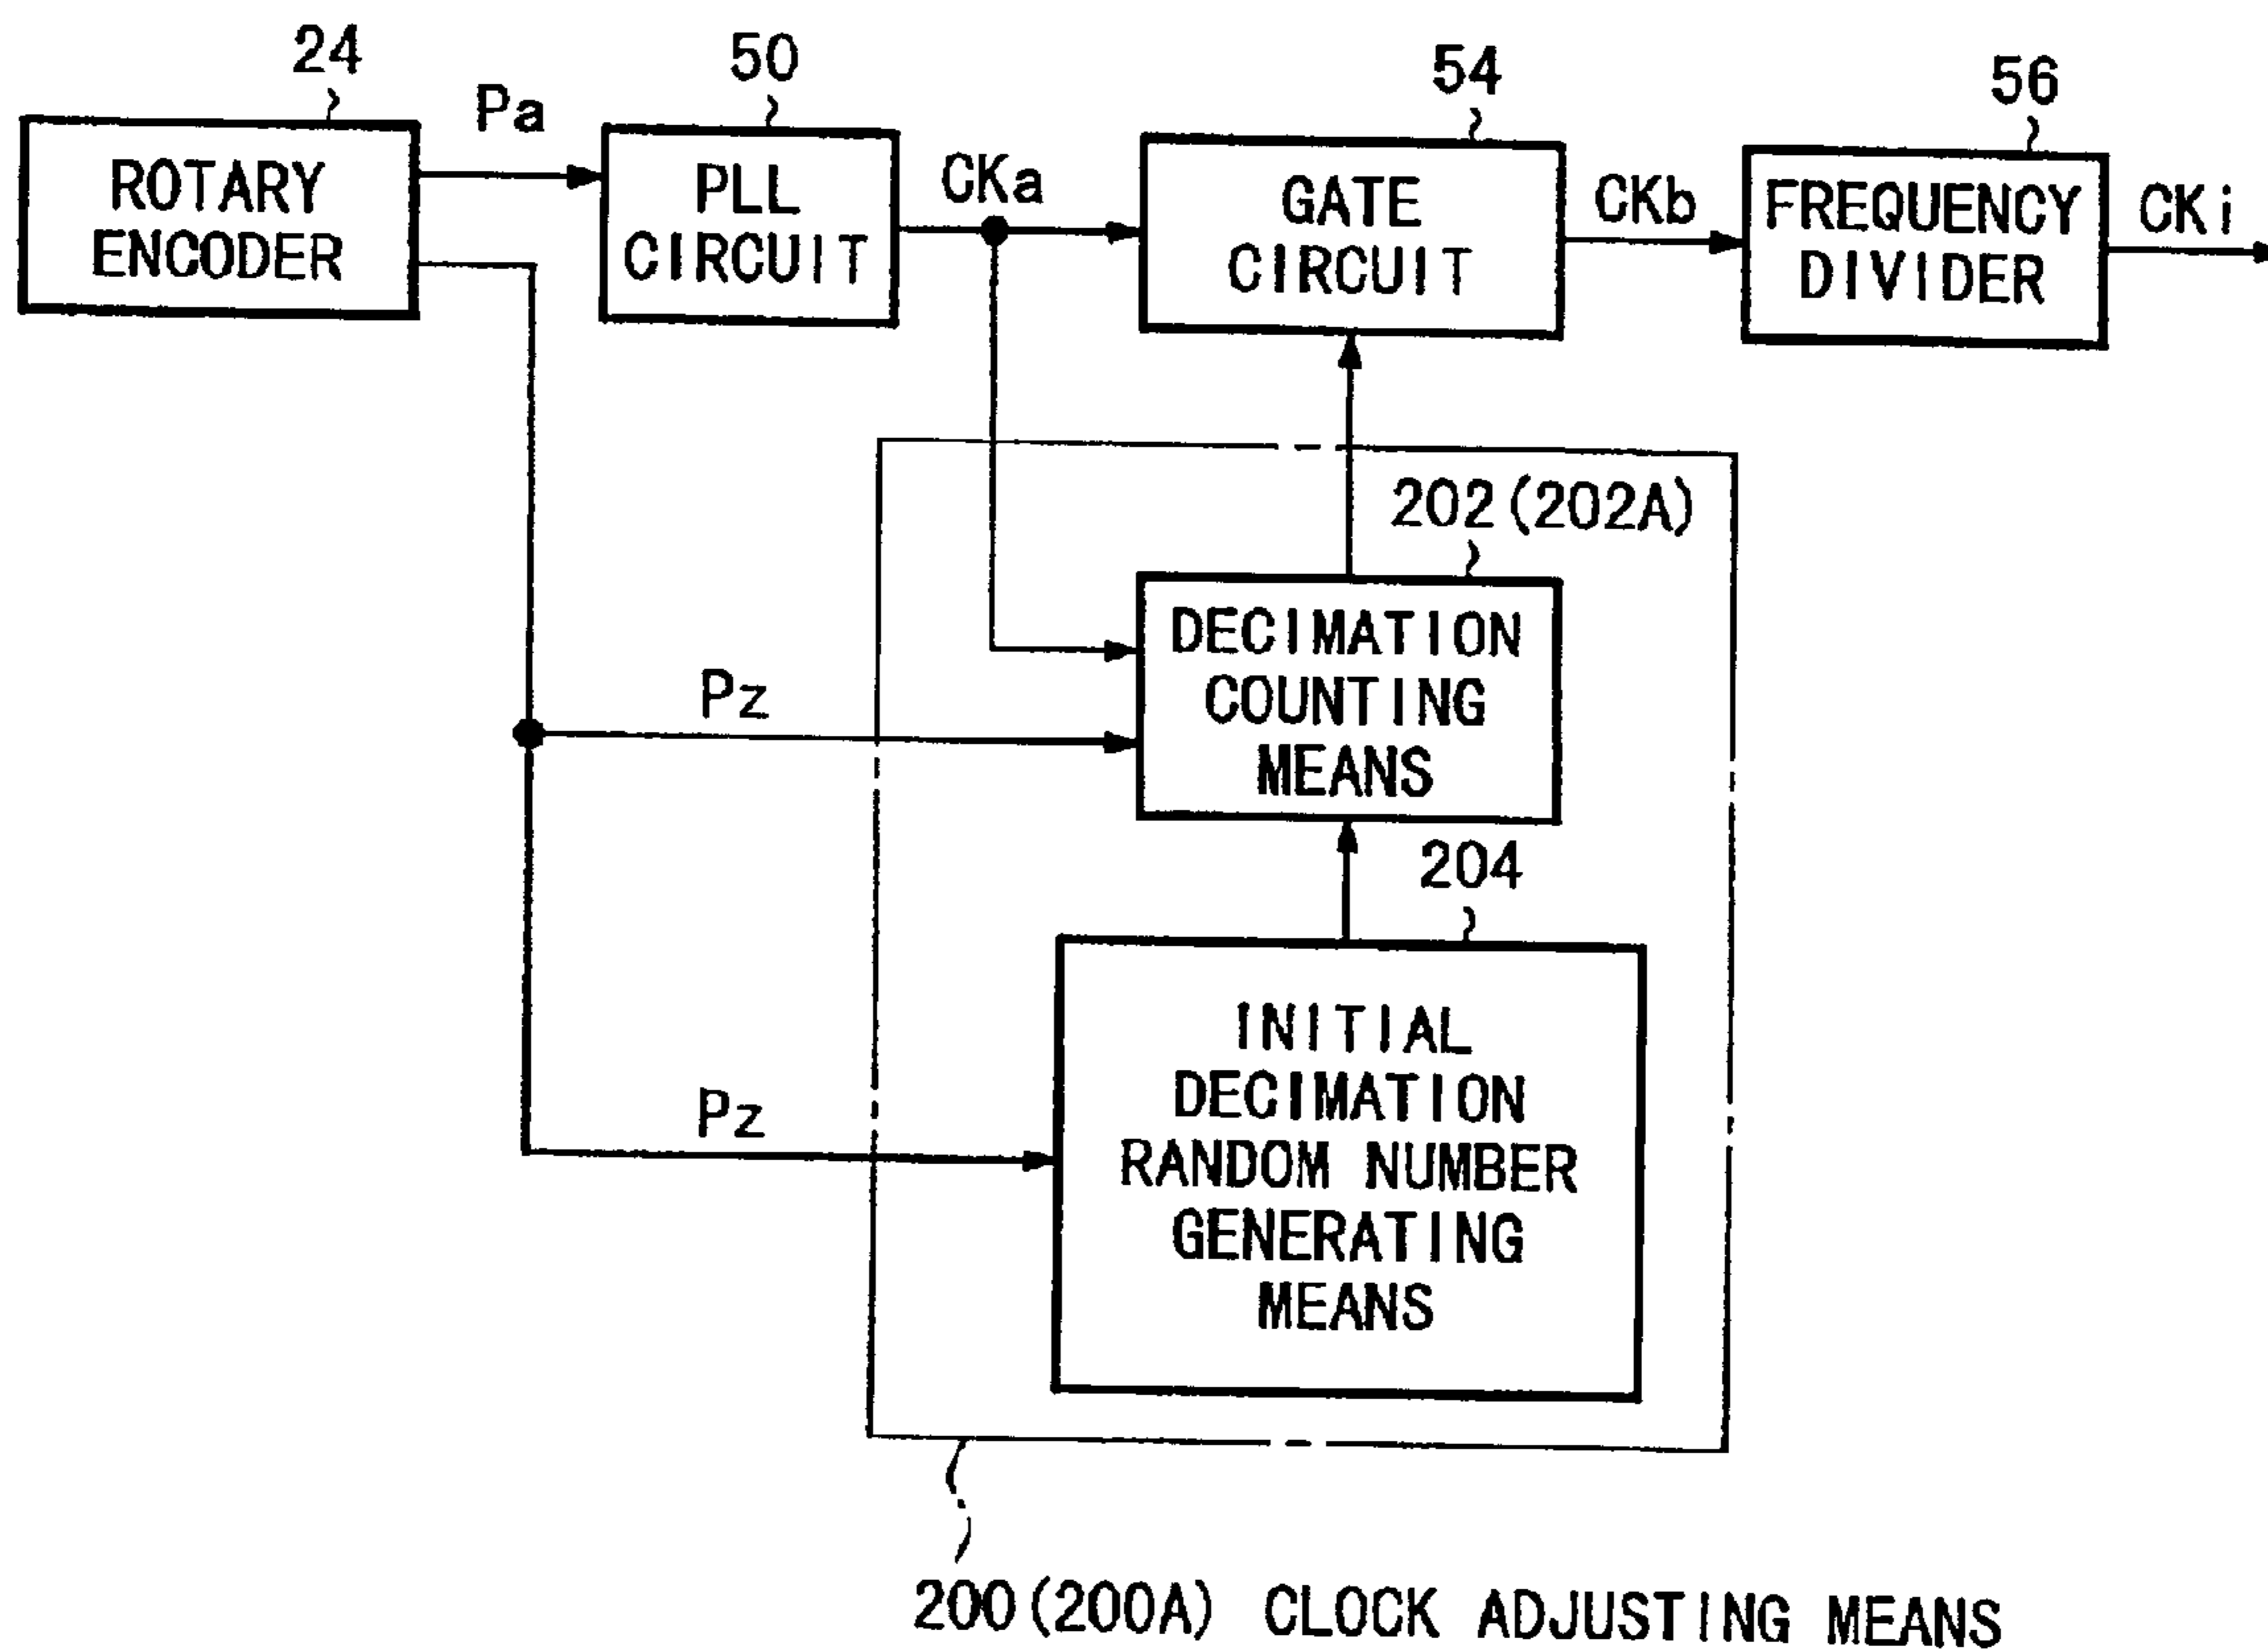 24
Pa
50
54
56
ROTARY
ENCODER
PLL
CIRCUIT
CKa
GATE
CIRCUIT
CKb
FREQUENCY
DIVIDER
CKi
202(202A)
DECIMATION
COUNTING
MEANS
Pz
204
INITIAL
DECIMATION
RANDOM NUMBER
GENERATING
MEANS
Pz
200(200A) CLOCK ADJUSTING MEANS